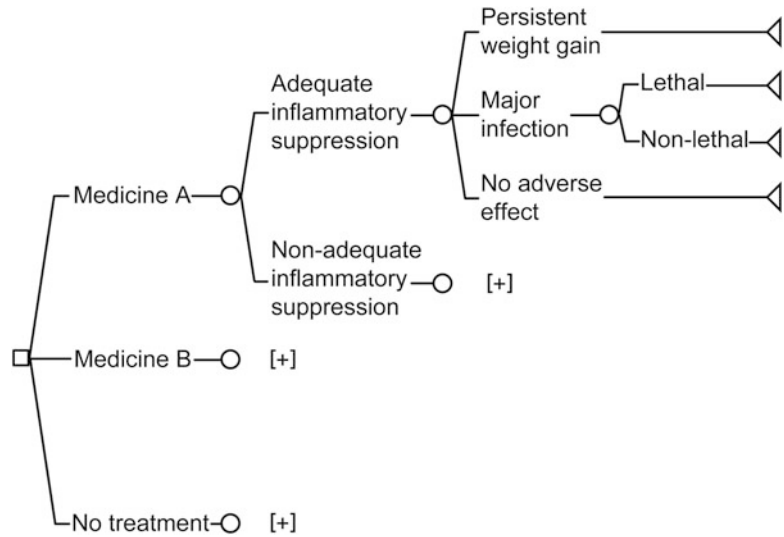 Persistent
weight gain
Adequate
inflammatory
suppression
Major
infection
Lethal
Non-lethal
No adverse
effect
Medicine A
Non-adequate
inflammatory
suppression
[+]
Medicine B
[+]
No treatment
[+]